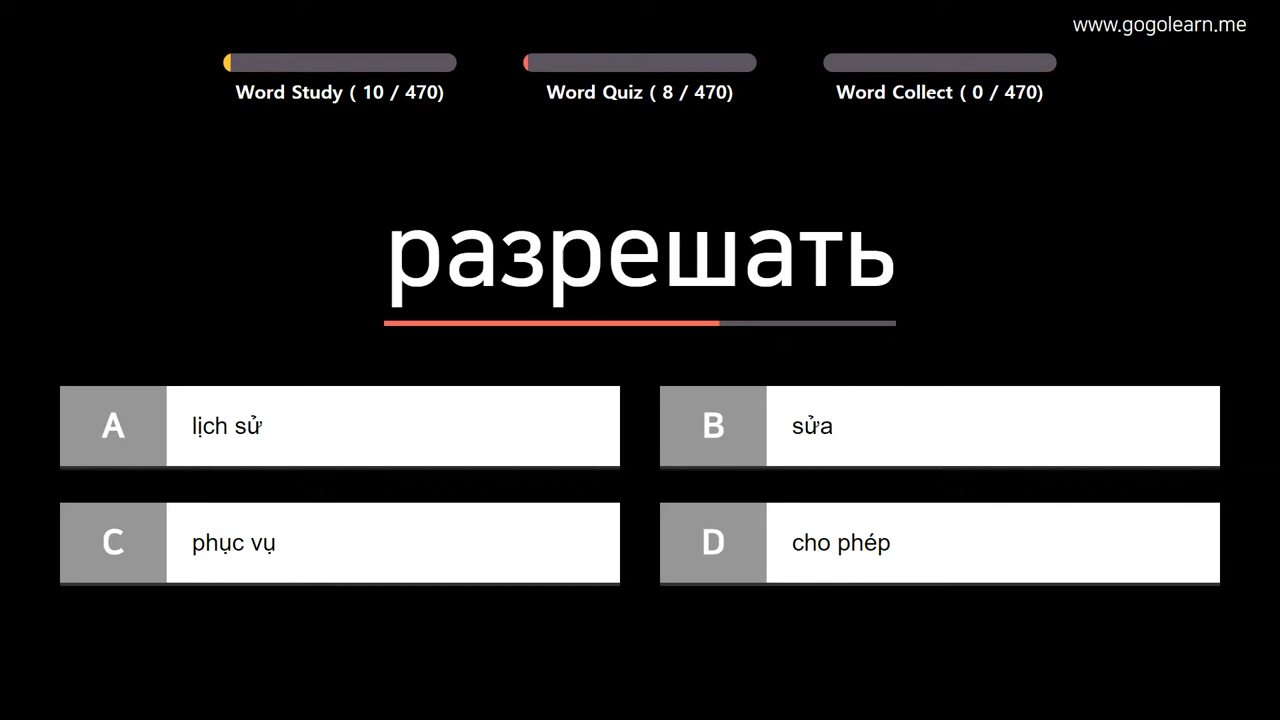 www.gogolearn.me
Word Study ( 10 / 470)
Word Quiz ( 8 / 470)
Word Collect ( 0 / 470)
разрешать
A lịch sử
B sửa
C phục vụ
D cho phép